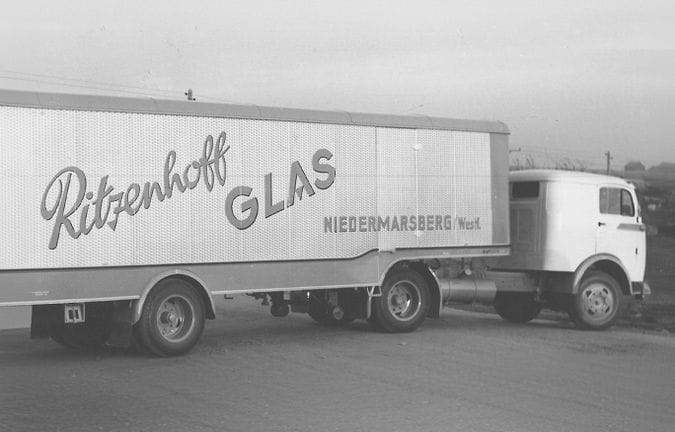 Ritzenhoff
GLAS
NIEDERMARSBERG/Westf.